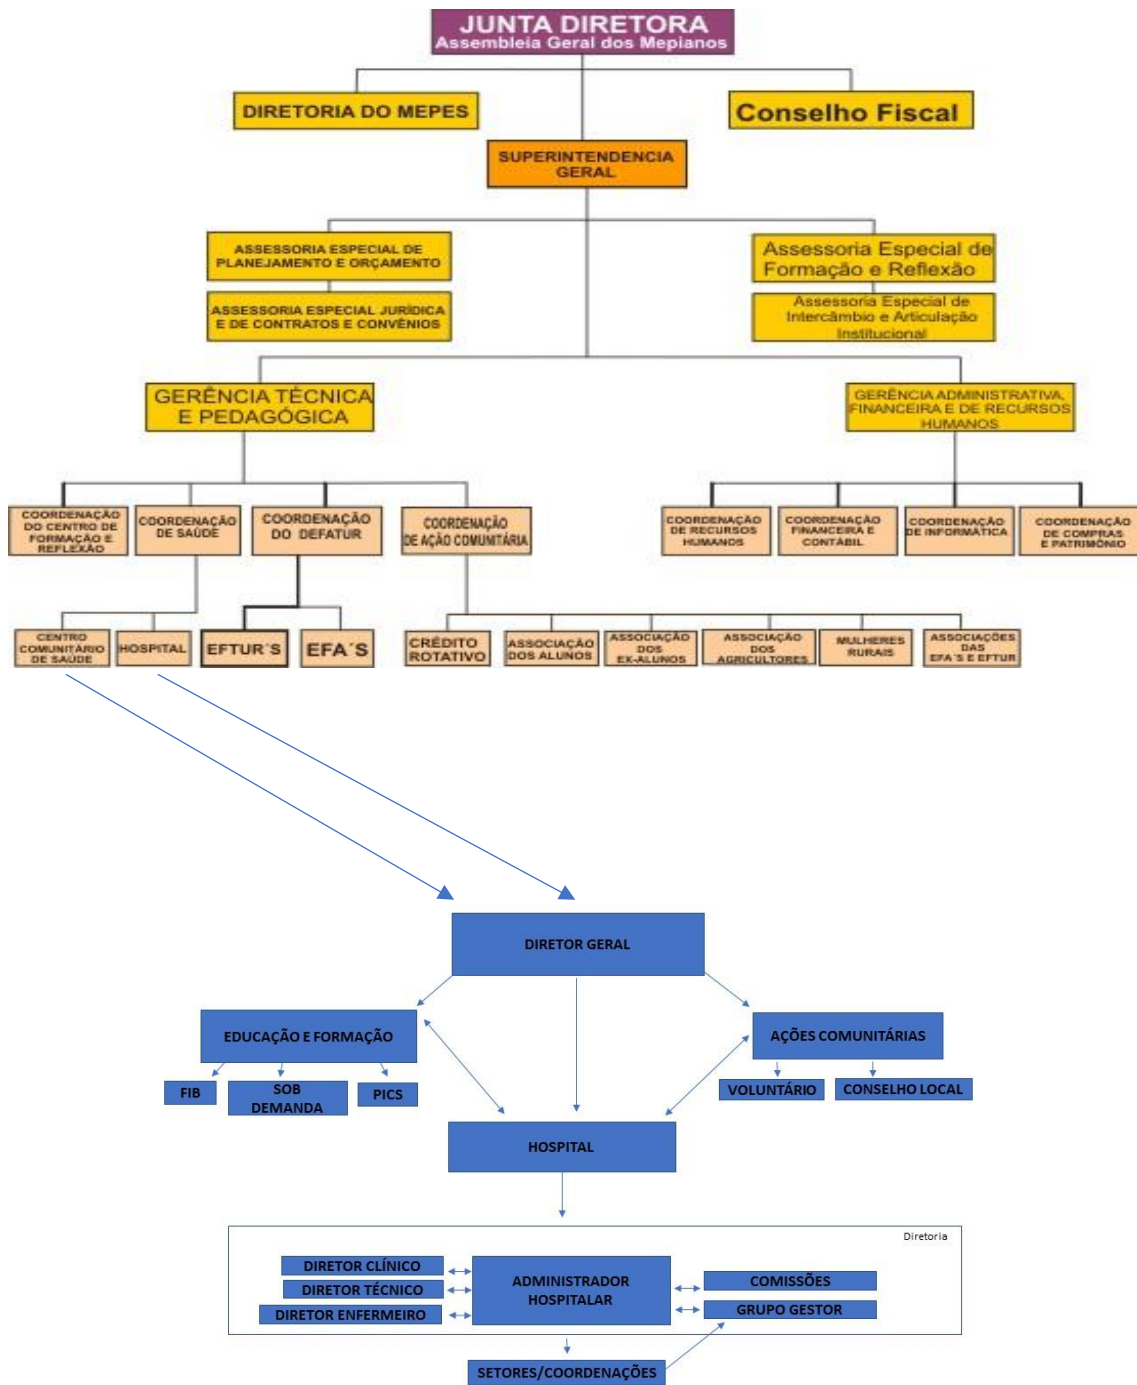 JUNTA DIRETORA
Assembleia Geral dos Mepianos
DIRETORIA DO MEPES
Conselho Fiscal
SUPERINTENDENCIA
GERAL
ASSESSORIA ESPECIAL DE
PLANEJAMENTO E ORÇAMENTO
Assessoria Especial de
Formação e Reflexão
ASSESSORIA ESPECIAL JURÍDICA
E DE CONTRATOS E CONVÊNIOS
Assessoria Especial de
Intercâmbio e Articulação
Institucional
GERÊNCIA TÉCNICA
E PEDAGÓGICA
GERÊNCIA ADMINISTRATIVA,
FINANCEIRA E DE RECURSOS
HUMANOS
COORDENAÇÃO
DO CENTRO DE
FORMAÇÃO E
REFLEXÃO
COORDENAÇÃO
DE SAÚDE
COORDENAÇÃO
DO DEFATUR
COORDENAÇÃO
DE AÇÃO COMUNITÁRIA
COORDENAÇÃO
DE RECURSOS
HUMANOS
COORDENAÇÃO
FINANCEIRA E
CONTÁBIL
COORDENAÇÃO
DE INFORMÁTICA
COORDENAÇÃO
DE COMPRAS
E PATRIMÔNIO
CENTRO
COMUNITÁRIO
DE SAÚDE
HOSPITAL
EFTUR´S
EFA´S
CRÉDITO
ROTATIVO
ASSOCIAÇÃO
DOS ALUNOS
ASSOCIAÇÃO
DOS
EX-ALUNOS
ASSOCIAÇÃO
DOS
AGRICULTORES
MULHERES
RURAIS
ASSOCIAÇÕES
DAS
EFA´S E EFTUR
DIRETOR GERAL
EDUCAÇÃO E FORMAÇÃO
AÇÕES COMUNITÁRIAS
FIB
SOB
DEMANDA
PICS
VOLUNTÁRIO
CONSELHO LOCAL
HOSPITAL
Diretoria
DIRETOR CLÍNICO
DIRETOR TÉCNICO
DIRETOR ENFERMEIRO
ADMINISTRADOR
HOSPITALAR
COMISSÕES
GRUPO GESTOR
SETORES/COORDENAÇÕES